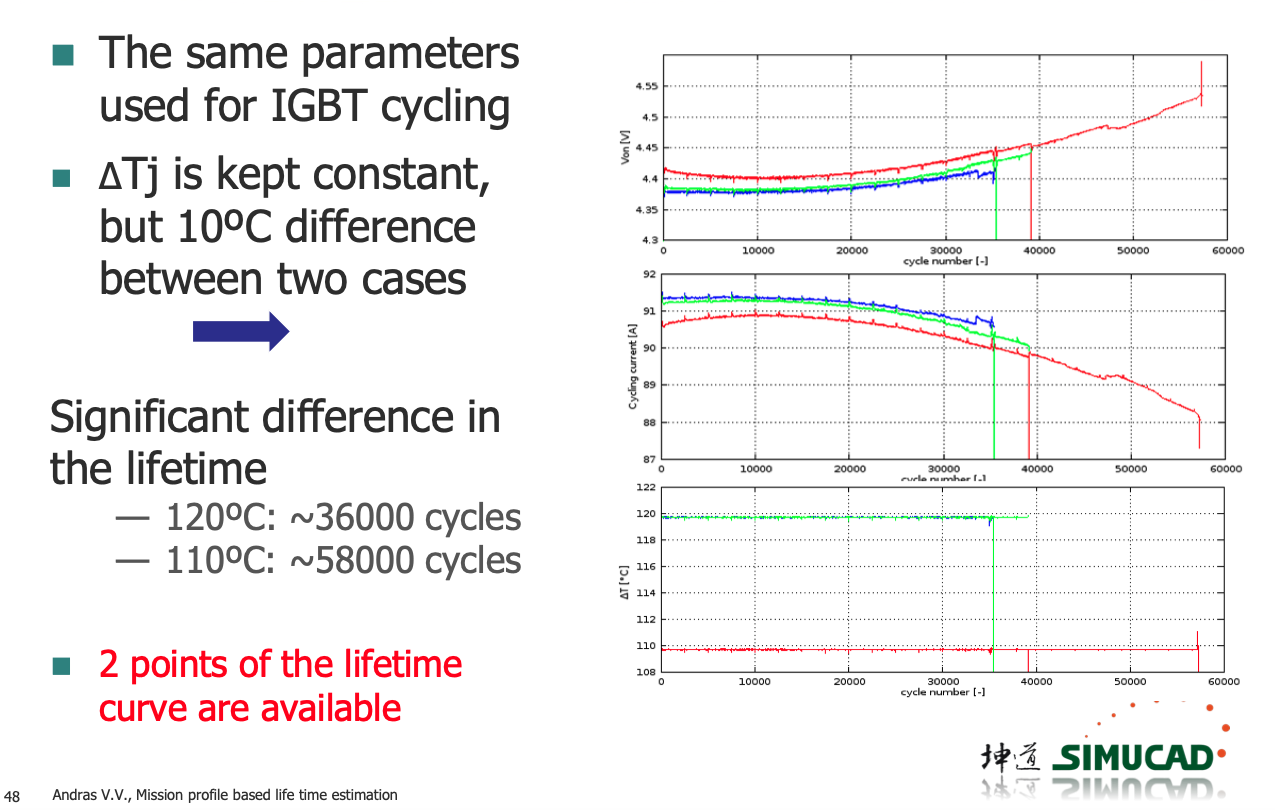 The same parameters
used for IGBT cycling
ΔTj is kept constant,
but 10ºC difference
between two cases
Significant difference in
the lifetime
— 120ºC: ~36000 cycles
— 110ºC: ~58000 cycles
2 points of the lifetime
curve are available
Von [V]
4.55
4.5
4.45
4.4
4.35
4.3
0 10000 20000 30000 40000 50000 60000
cycle number [-]
Cycling current [A]
92
91
90
89
88
87
0 10000 20000 30000 40000 50000 60000
cycle number [-]
ΔT [°C]
122
120
118
116
114
112
110
108
0 10000 20000 30000 40000 50000 60000
cycle number [-]
坤道 SIMUCAD
48 Andras V.V., Mission profile based life time estimation